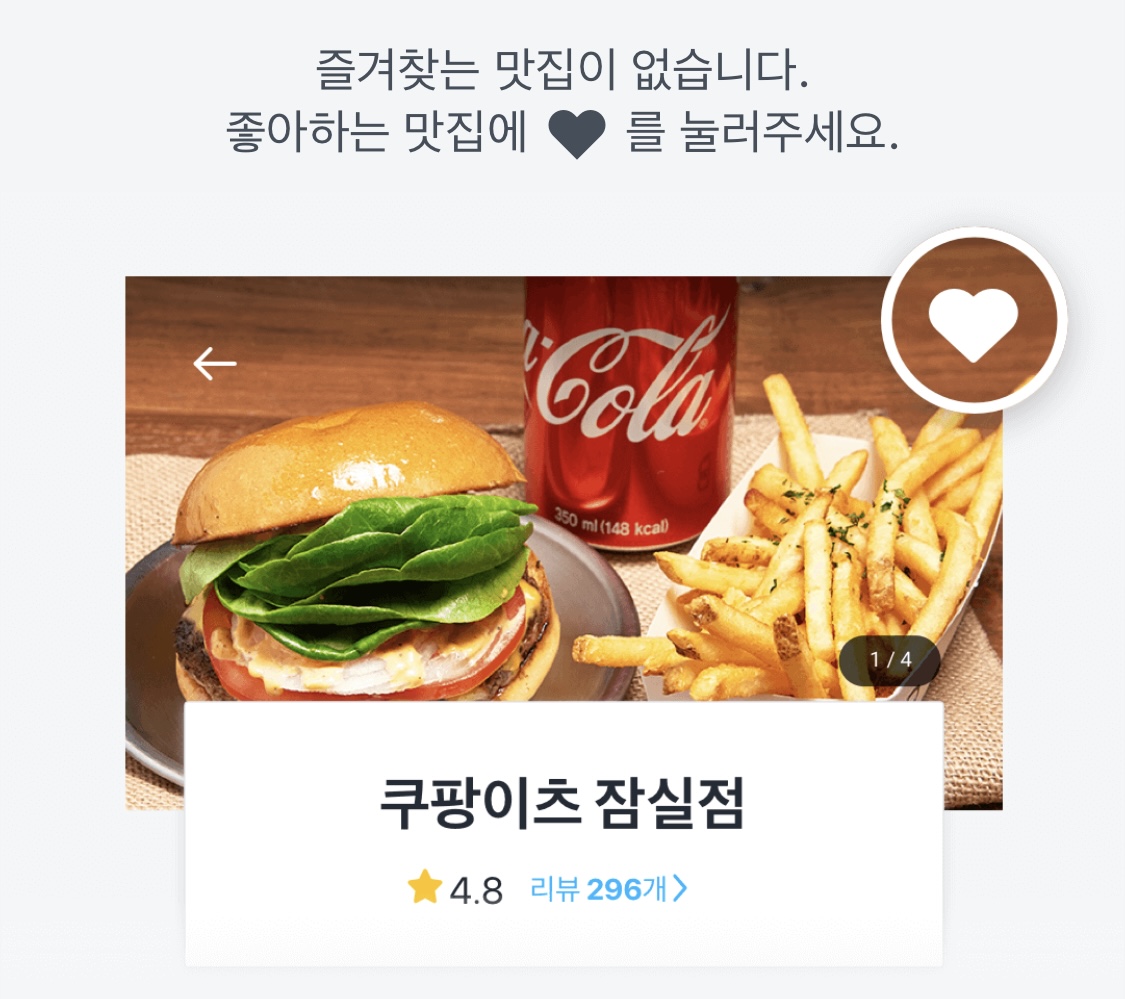 즐겨찾는 맛집이 없습니다.
좋아하는 맛집에 ♥ 를 눌러주세요.
Cola
350 ml (148 kcal)
1 / 4
쿠팡이츠 잠실점
★ 4.8 리뷰 296개 >